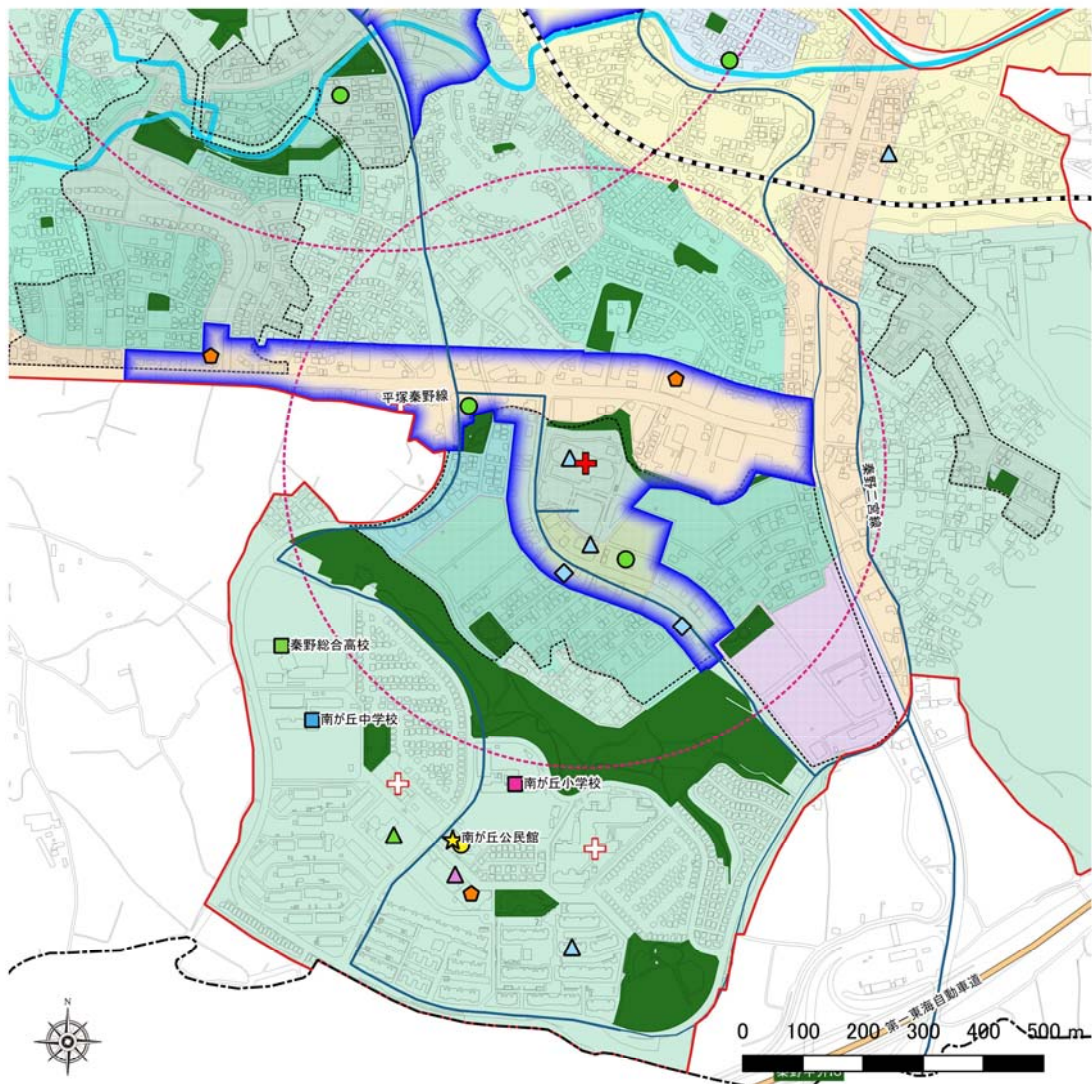 平塚秦野線
秦野二宮線
秦野総合高校
南が丘中学校
南が丘小学校
南が丘公民館
第一東海自動車道
N
0 100 200 300 400 500 m